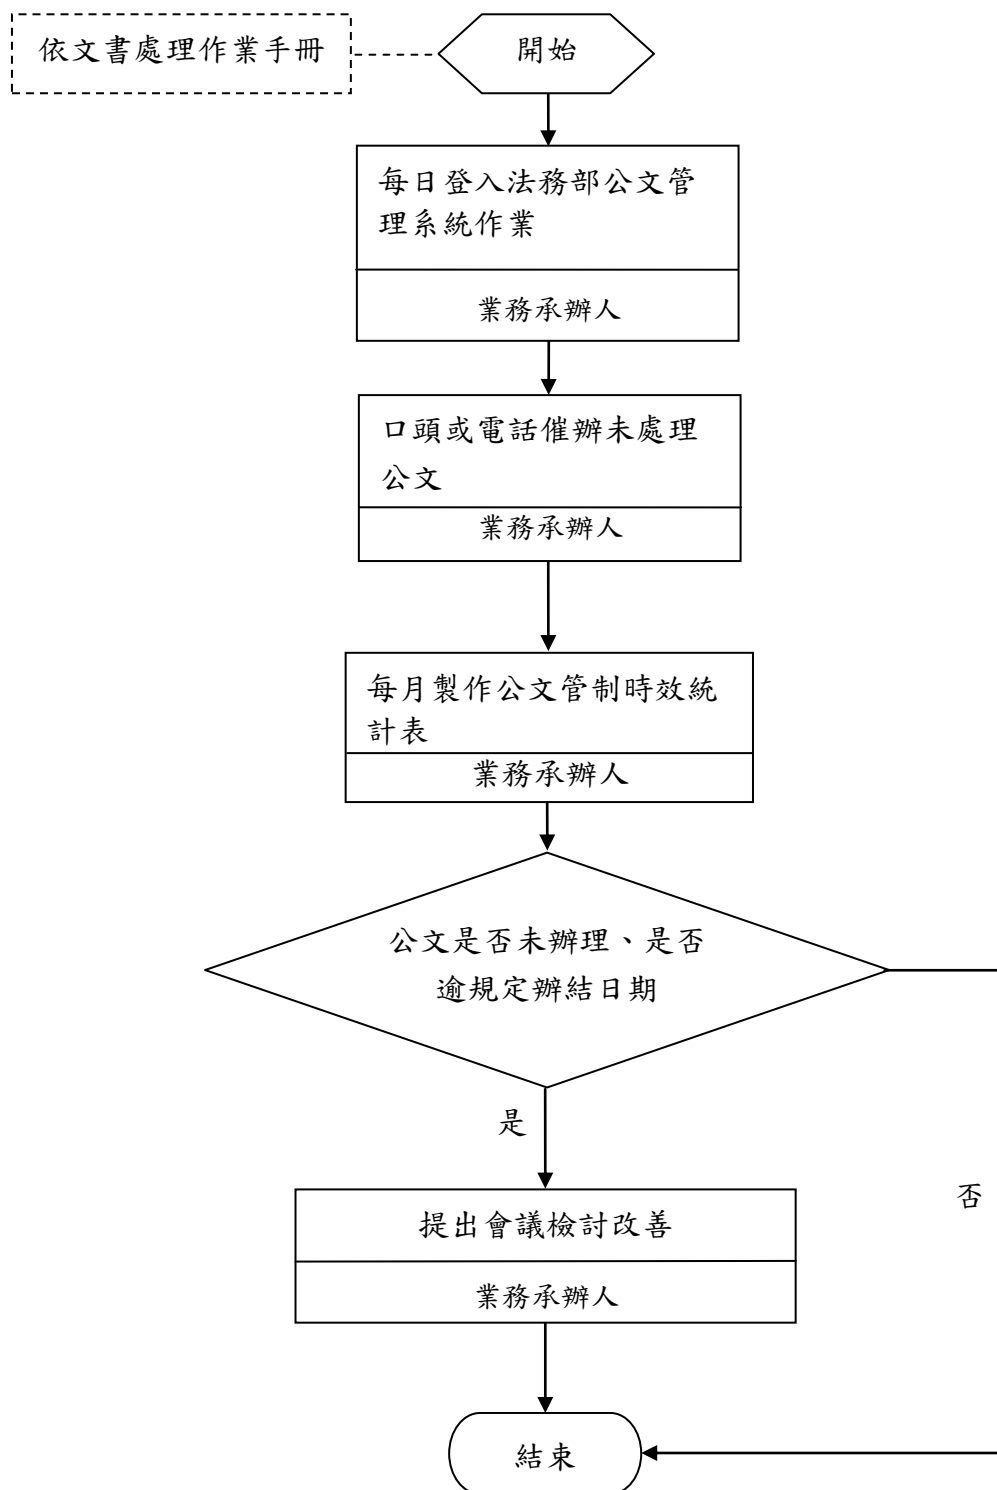 依文書處理作業手冊
開始
每日登入法務部公文管
理系統作業
業務承辦人
口頭或電話催辦未處理
公文
業務承辦人
每月製作公文管制時效統
計表
業務承辦人
公文是否未辦理、是否
逾規定辦結日期
是
否
提出會議檢討改善
業務承辦人
結束